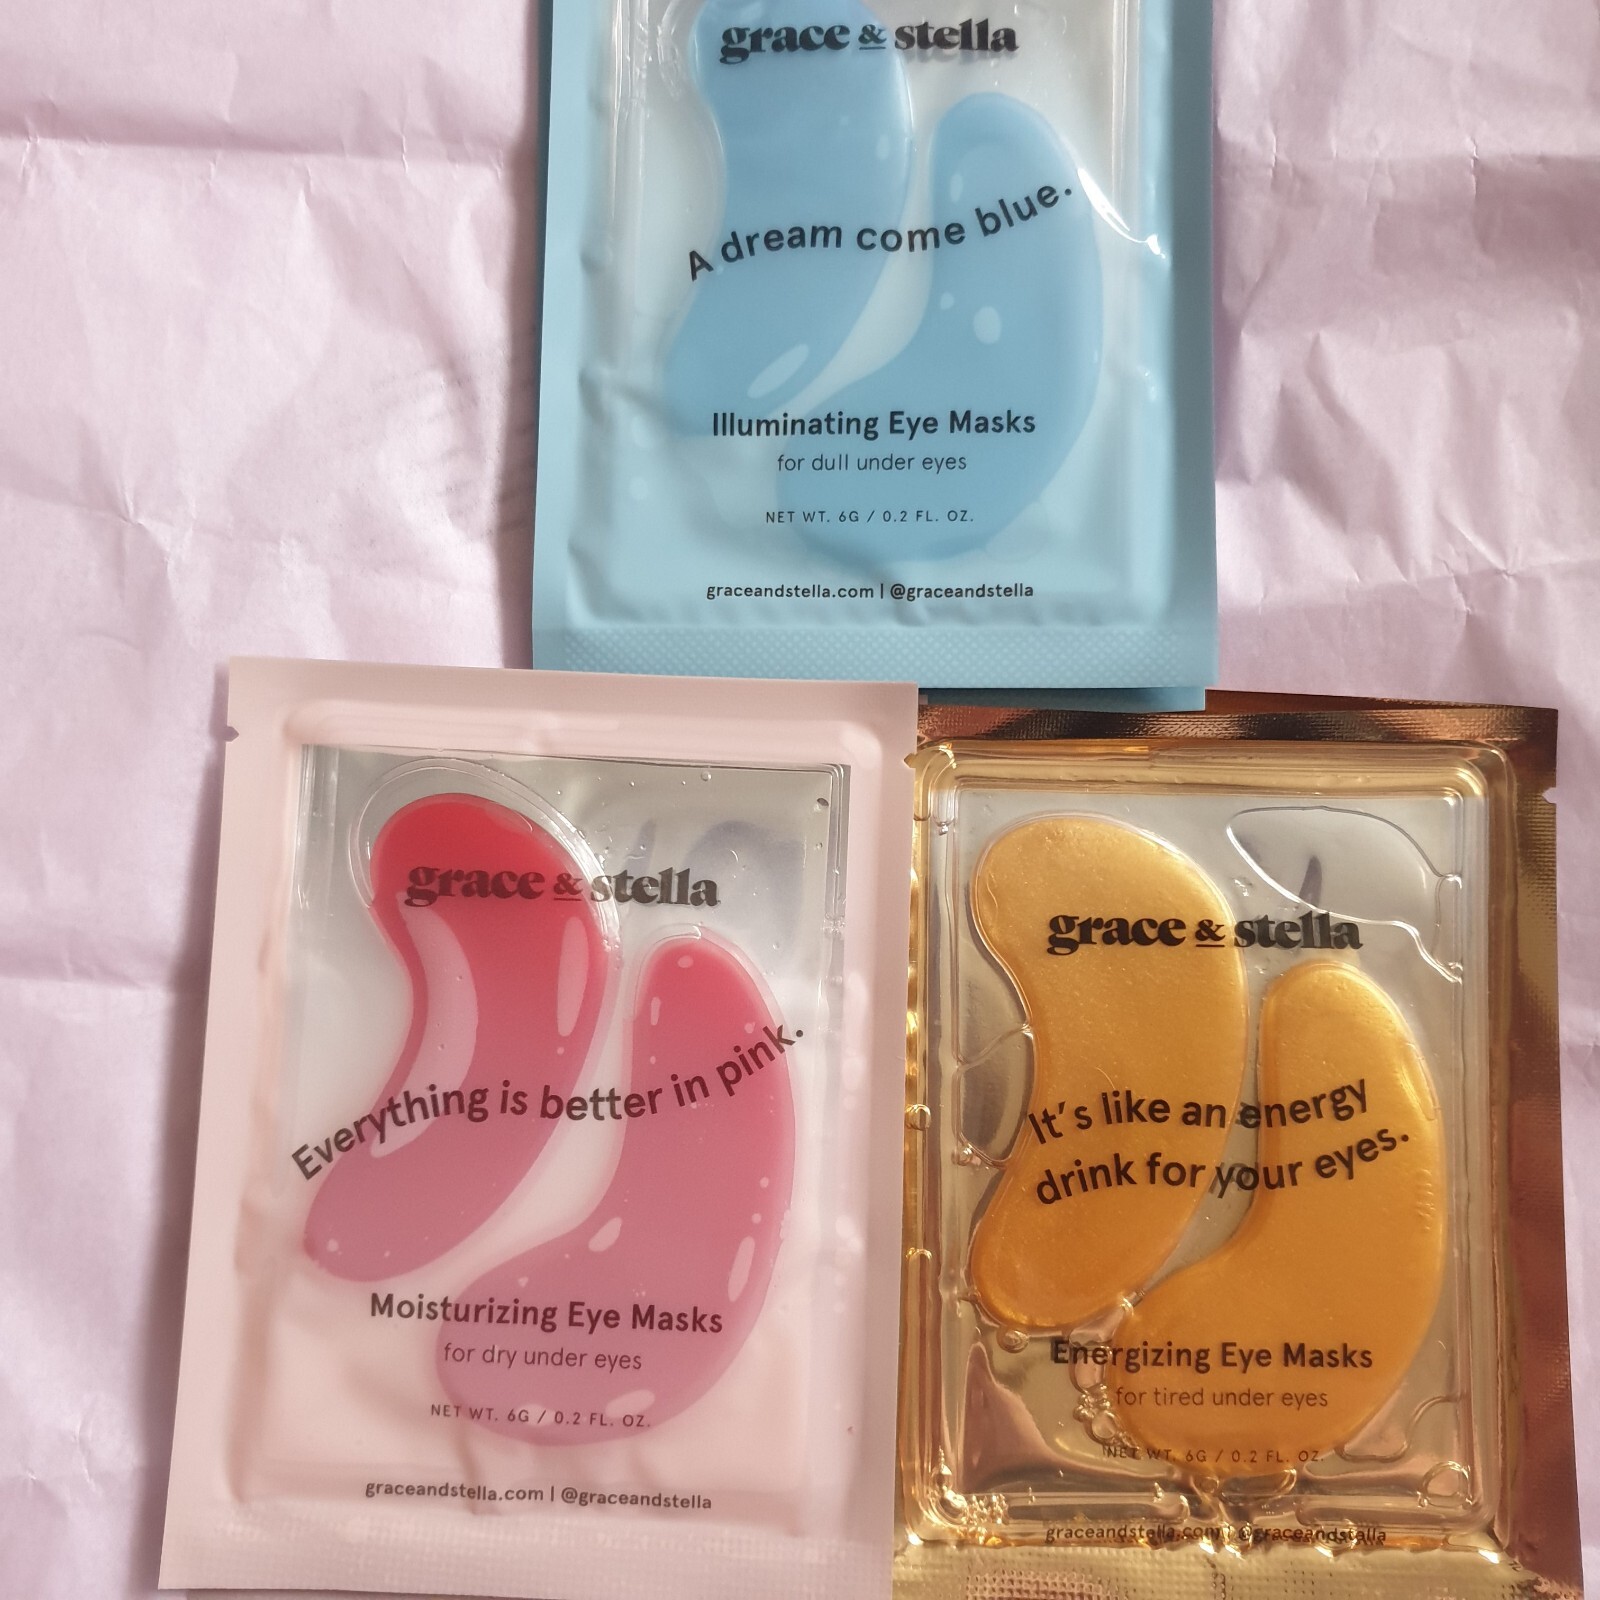 grace & stella
A dream come blue.
Illuminating Eye Masks
for dull under eyes
NET WT. 6G / 0.2 FL. OZ.
graceandstella.com | @graceandstella
grace & stella
Everything is better in pink.
Moisturizing Eye Masks
for dry under eyes
NET WT. 6G / 0.2 FL. OZ.
graceandstella.com | @graceandstella
grace & stella
It's like an energy
drink for your eyes.
Energizing Eye Masks
for tired under eyes
NET WT. 6G / 0.2 FL. OZ.
graceandstella.com | @graceandstella